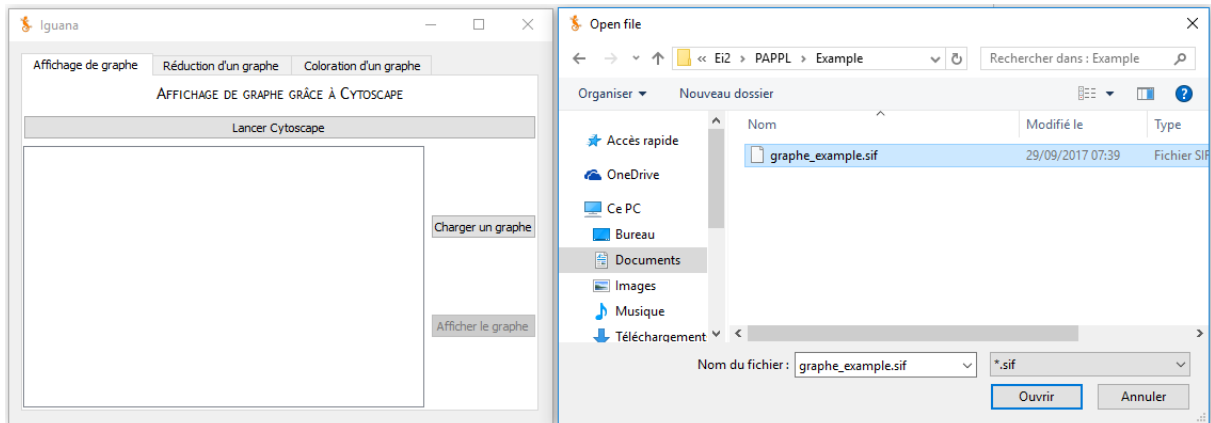 Iguana
Affichage de graphe Réduction d'un graphe Coloration d'un graphe
AFFICHAGE DE GRAPHE GRÂCE À CYTOSCAPE
Lancer Cytoscape
Charger un graphe
Afficher le graphe
Open file
« Ei2 › PAPPL › Example
Rechercher dans : Example
Organiser Nouveau dossier
?
Nom Modifié le Type
graphe_example.sif 29/09/2017 07:39 Fichier SIF
Accès rapide
OneDrive
Ce PC
Bureau
Documents
Images
Musique
Téléchargement
Nom du fichier : graphe_example.sif *.sif
Ouvrir Annuler